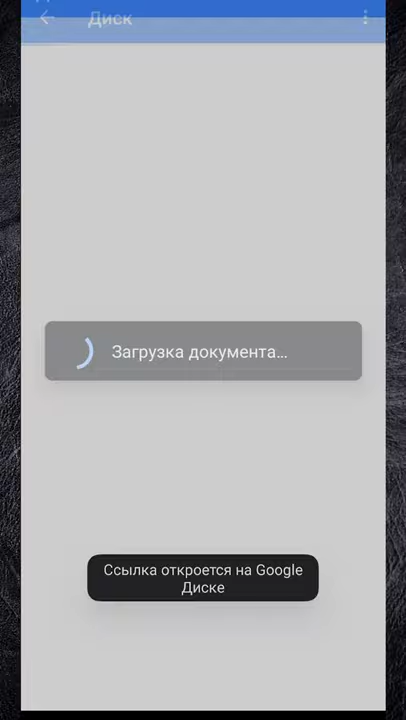 Диск
Загрузка документа...
Ссылка откроется на Google
Диске